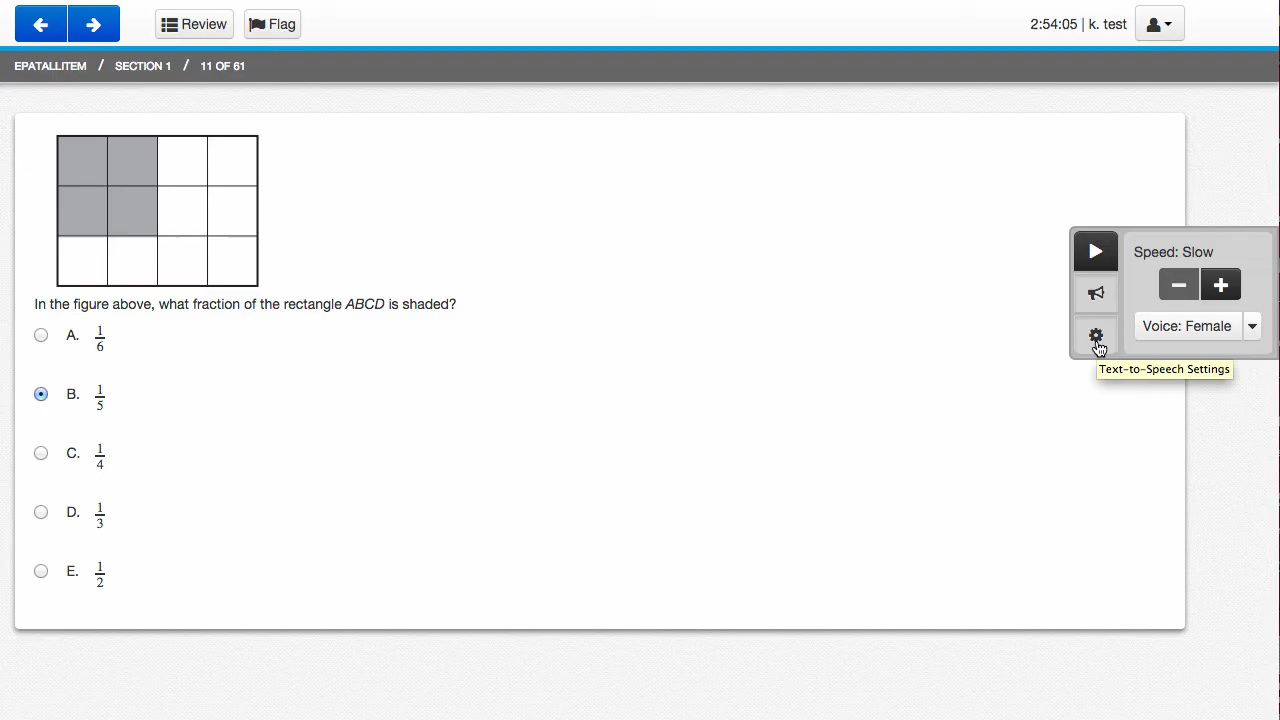 Review Flag 2:54:05 | k. test
EPATALLITEM / SECTION 1 / 11 OF 61
In the figure above, what fraction of the rectangle ABCD is shaded?
A. 1/6
B. 1/5
C. 1/4
D. 1/3
E. 1/2
Speed: Slow
Voice: Female
Text-to-Speech Settings